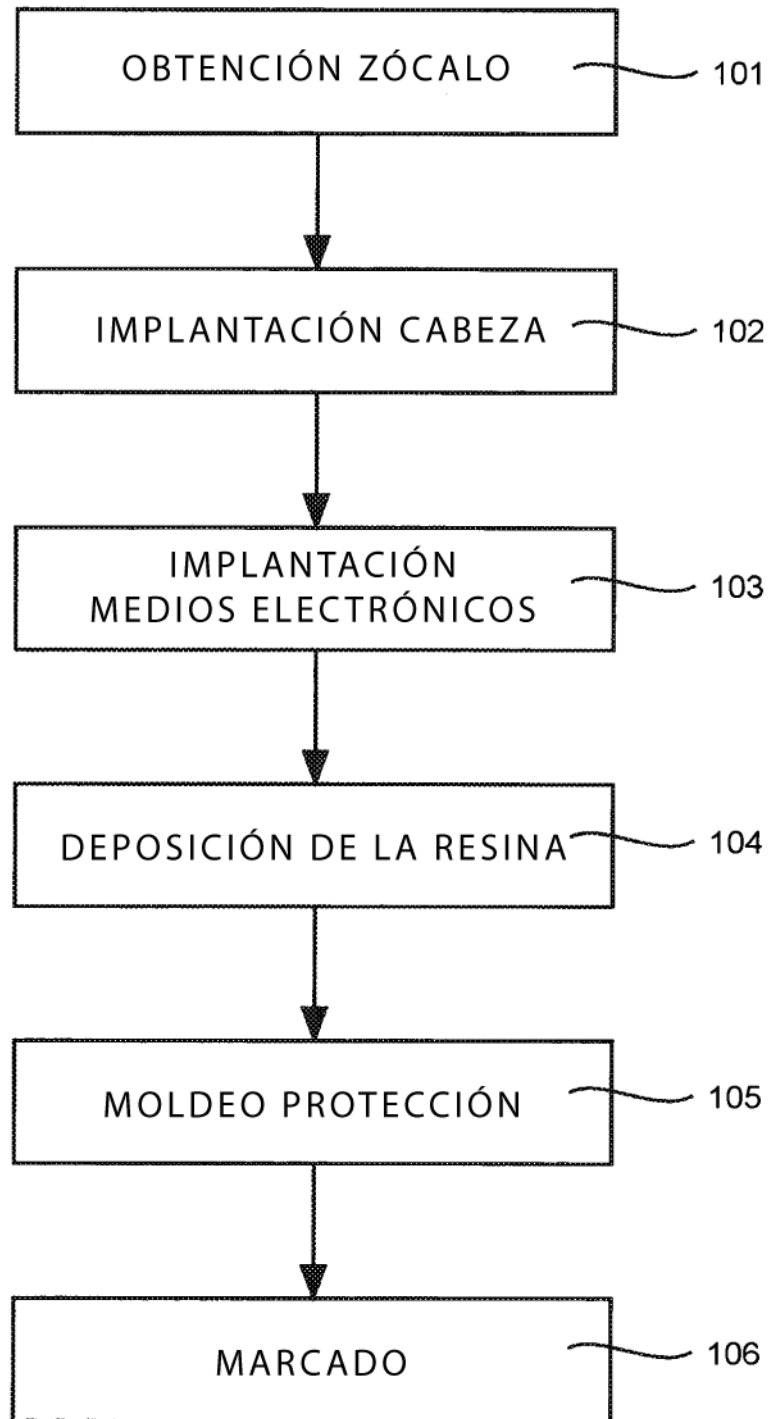 OBTENCIÓN ZÓCALO
101
IMPLANTACIÓN CABEZA
102
IMPLANTACIÓN
MEDIOS ELECTRÓNICOS
103
DEPOSICIÓN DE LA RESINA
104
MOLDEO PROTECCIÓN
105
MARCADO
106